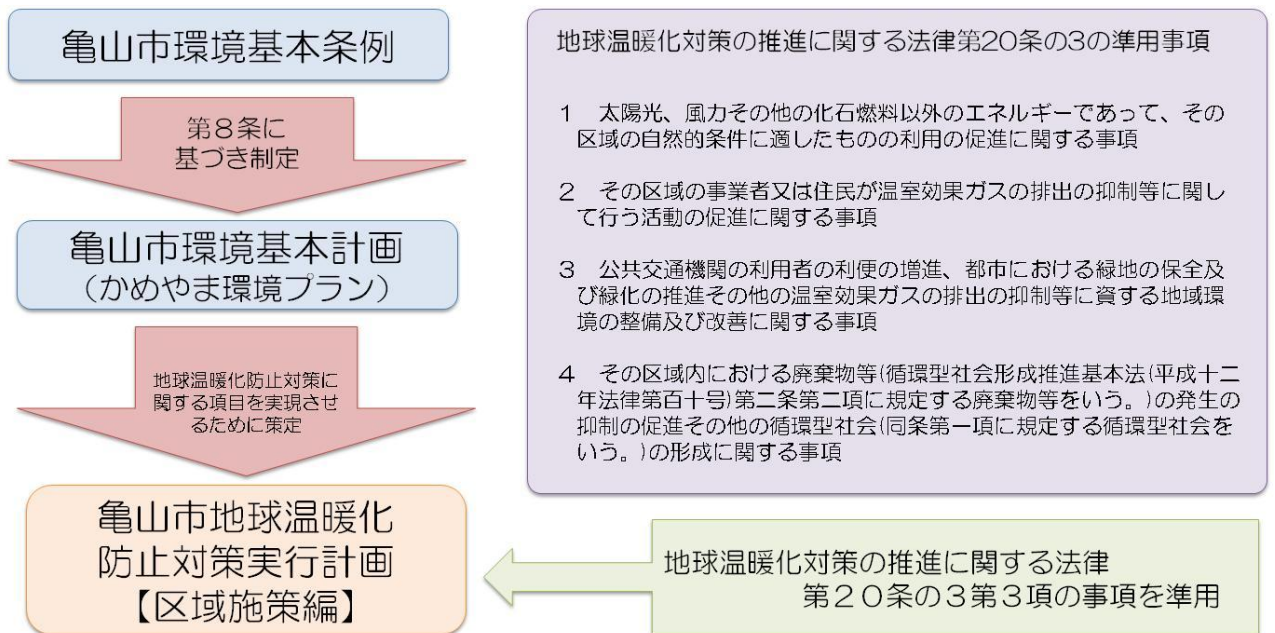 亀山市環境基本条例
第８条に
基づき制定
亀山市環境基本計画
（かめやま環境プラン）
地球温暖化防止対策に
関する項目を実現させ
るために策定
亀山市地球温暖化
防止対策実行計画
【区域施策編】
地球温暖化対策の推進に関する法律第20条の3の準用事項
1　太陽光、風力その他の化石燃料以外のエネルギーであって、その
区域の自然的条件に適したものの利用の促進に関する事項
2　その区域の事業者又は住民が温室効果ガスの排出の抑制等に関し
て行う活動の促進に関する事項
3　公共交通機関の利用者の利便の増進、都市における緑地の保全及
び緑化の推進その他の温室効果ガスの排出の抑制等に資する地域環
境の整備及び改善に関する事項
4　その区域内における廃棄物等(循環型社会形成推進基本法(平成十二
年法律第百十号)第二条第二項に規定する廃棄物等をいう。)の発生の
抑制の促進その他の循環型社会(同条第一項に規定する循環型社会を
いう。)の形成に関する事項
地球温暖化対策の推進に関する法律
第２０条の３第３項の事項を準用